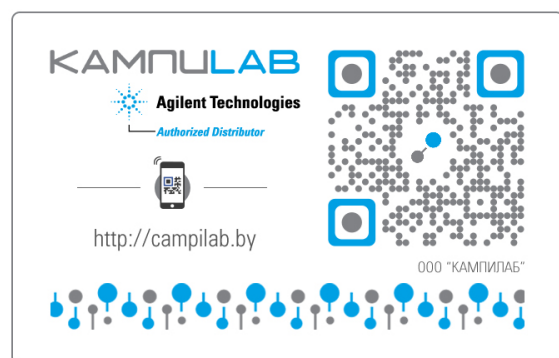 КАМПИLAB
Agilent Technologies
Authorized Distributor
http://campilab.by
ООО "КАМПИЛАБ"